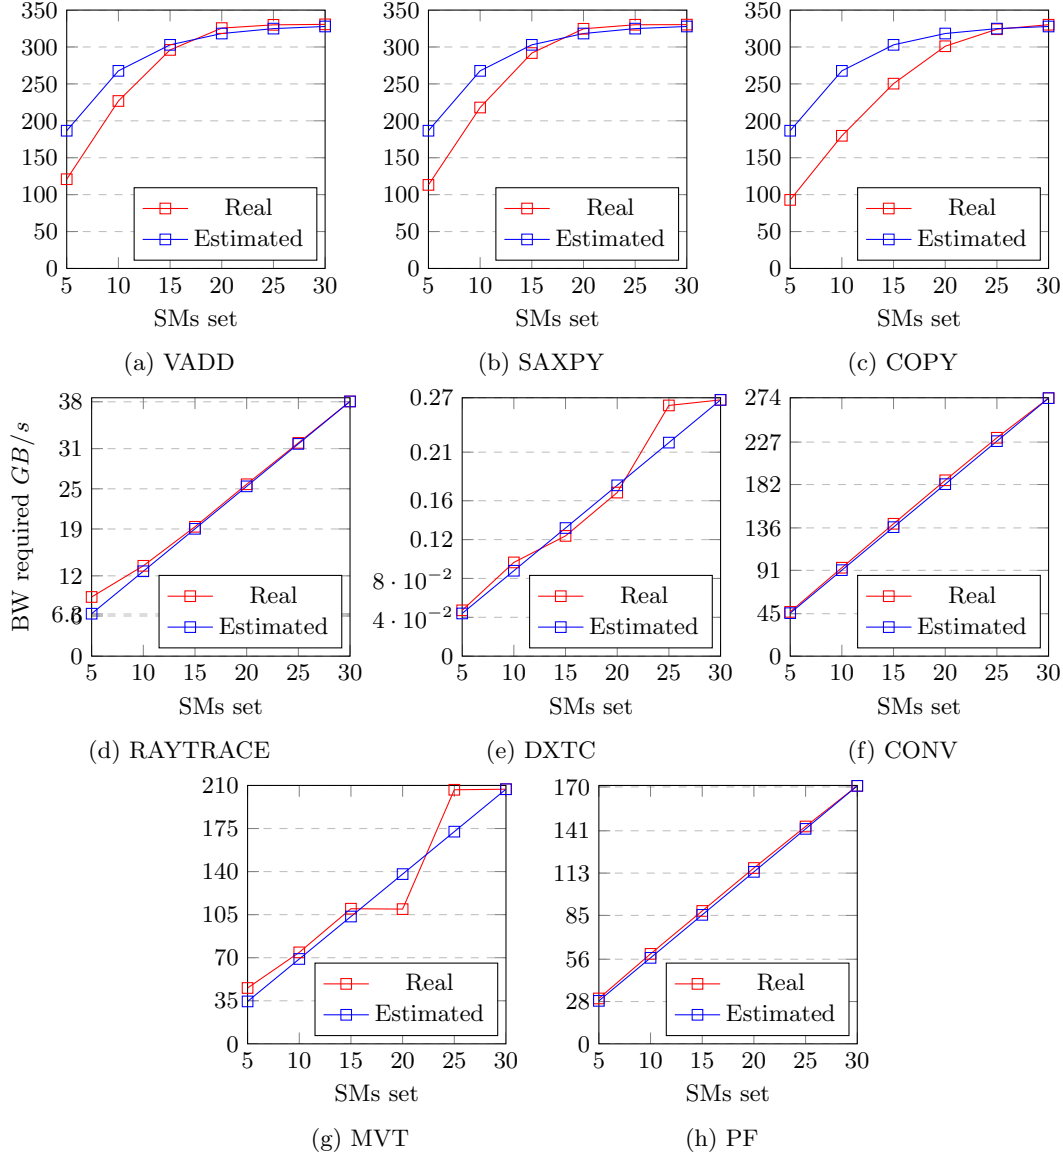 350
300
250
200
150
100
50
0
Real
Estimated
5 10 15 20 25 30
SMs set
(a) VADD
350
300
250
200
150
100
50
0
Real
Estimated
5 10 15 20 25 30
SMs set
(b) SAXPY
350
300
250
200
150
100
50
0
Real
Estimated
5 10 15 20 25 30
SMs set
(c) COPY
BW required GB/s
38
31
25
19
12
6
0
Real
Estimated
5 10 15 20 25 30
SMs set
(d) RAYTRACE
0.27
0.21
0.16
0.12
8 · 10⁻²
4 · 10⁻²
Real
Estimated
5 10 15 20 25 30
SMs set
(e) DXTC
274
227
182
136
91
45
0
Real
Estimated
5 10 15 20 25 30
SMs set
(f) CONV
210
175
140
105
70
35
0
Real
Estimated
5 10 15 20 25 30
SMs set
(g) MVT
170
141
113
85
56
28
0
Real
Estimated
5 10 15 20 25 30
SMs set
(h) PF